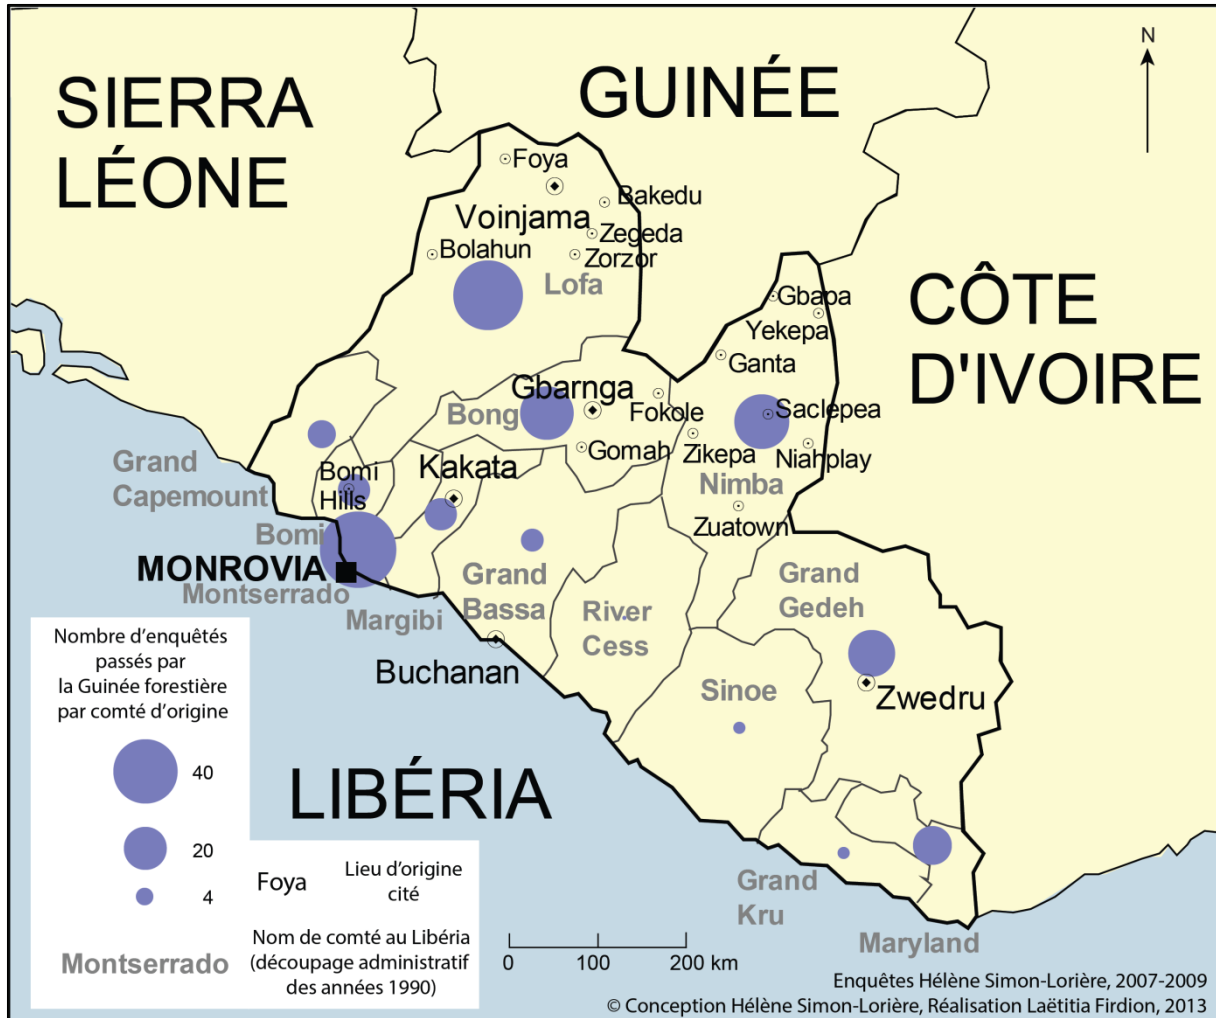 N
SIERRA
LÉONE
GUINÉE
CÔTE
D'IVOIRE
Foya
Voinjama
Bakedu
Zegeda
Zorzor
Bolahun
Lofa
Gbapa
Yekepa
Ganta
Gbarnga
Bong
Fokole
Saclepea
Gomah
Zikepa
Niahplay
Nimba
Zuatown
Grand
Capemount
Bomi
Hills
Kakata
Bomi
MONROVIA
Montserrado
Margibi
Grand
Bassa
River
Cess
Grand
Gedeh
Buchanan
Sinoe
Zwedru
LIBÉRIA
Grand
Kru
Maryland
Nombre d’enquêtés
passés par
la Guinée forestière
par comté d’origine
40
20
4
Foya
Lieu d’origine
cité
Montserrado
Nom de comté au Libéria
(découpage administratif
des années 1990)
0 100 200 km
Enquêtes Hélène Simon-Lorière, 2007-2009
© Conception Hélène Simon-Lorière, Réalisation Laëtitia Firdion, 2013